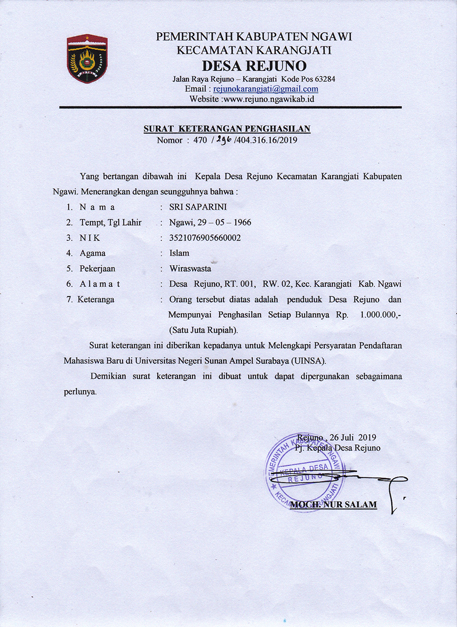 PEMERINTAH KABUPATEN NGAWI
KECAMATAN KARANGJATI
DESA REJUNO
Jalan Raya Rejuno – Karangjati Kode Pos 63284
Email : rejunokarangjati@gmail.com
Website :www.rejuno.ngawikab.id
SURAT KETERANGAN PENGHASILAN
Nomor : 470 / 296 /404.316.16/2019
Yang bertangan dibawah ini Kepala Desa Rejuno Kecamatan Karangjati Kabupaten
Ngawi. Menerangkan dengan seungguhnya bahwa :
1. N a m a : SRI SAPARINI
2. Tempt, Tgl Lahir : Ngawi, 29 – 05 – 1966
3. N I K : 3521076905660002
4. Agama : Islam
5. Pekerjaan : Wiraswasta
6. A l a m a t : Desa Rejuno, RT. 001, RW. 02, Kec. Karangjati Kab. Ngawi
7. Keteranga : Orang tersebut diatas adalah penduduk Desa Rejuno dan
Mempunyai Penghasilan Setiap Bulannya Rp. 1.000.000,-
(Satu Juta Rupiah).
Surat keterangan ini diberikan kepadanya untuk Melengkapi Persyaratan Pendaftaran
Mahasiswa Baru di Universitas Negeri Sunan Ampel Surabaya (UINSA).
Demikian surat keterangan ini dibuat untuk dapat dipergunakan sebagaimana
perlunya.
Rejuno, 26 Juli 2019
Pj. Kepala Desa Rejuno
PEMERINTAH KABUPATEN NGAWI
KEPALA DESA
REJUNO
KECAMATAN KARANGJATI
MOCH. NUR SALAM